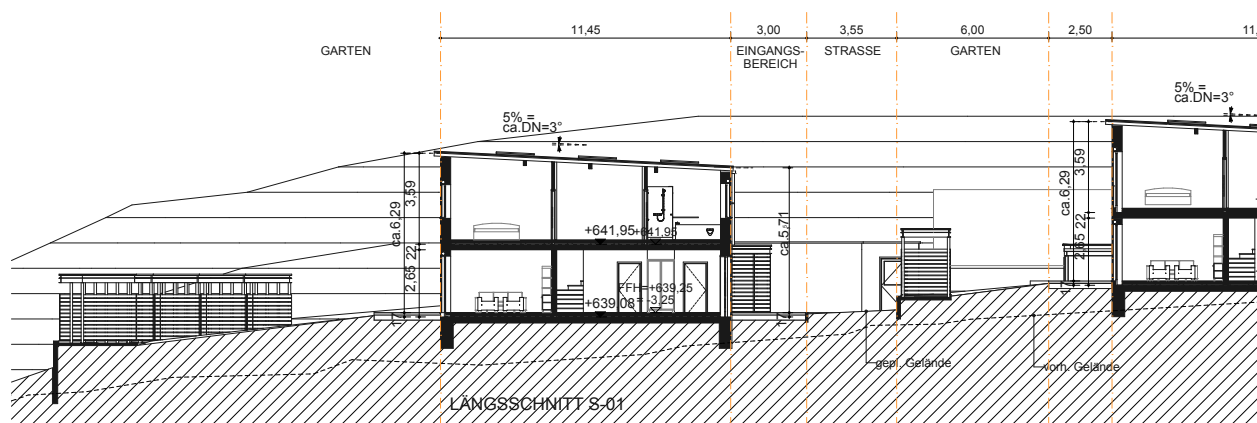 11,45
3,00
3,55
6,00
2,50
11,
GARTEN
EINGANGS-
BEREICH
STRASSE
GARTEN
5% =
ca.DN=3°
5% =
ca.DN=3°
ca.6,29
3,59
22
2,65
+641,95
+641,95
ca.5,71
FFH=+639,25
= -3,25
+639,08
ca.6,29
3,59
22
2,65
gepl. Gelände
vorh. Gelände
LÄNGSSCHNITT S-01